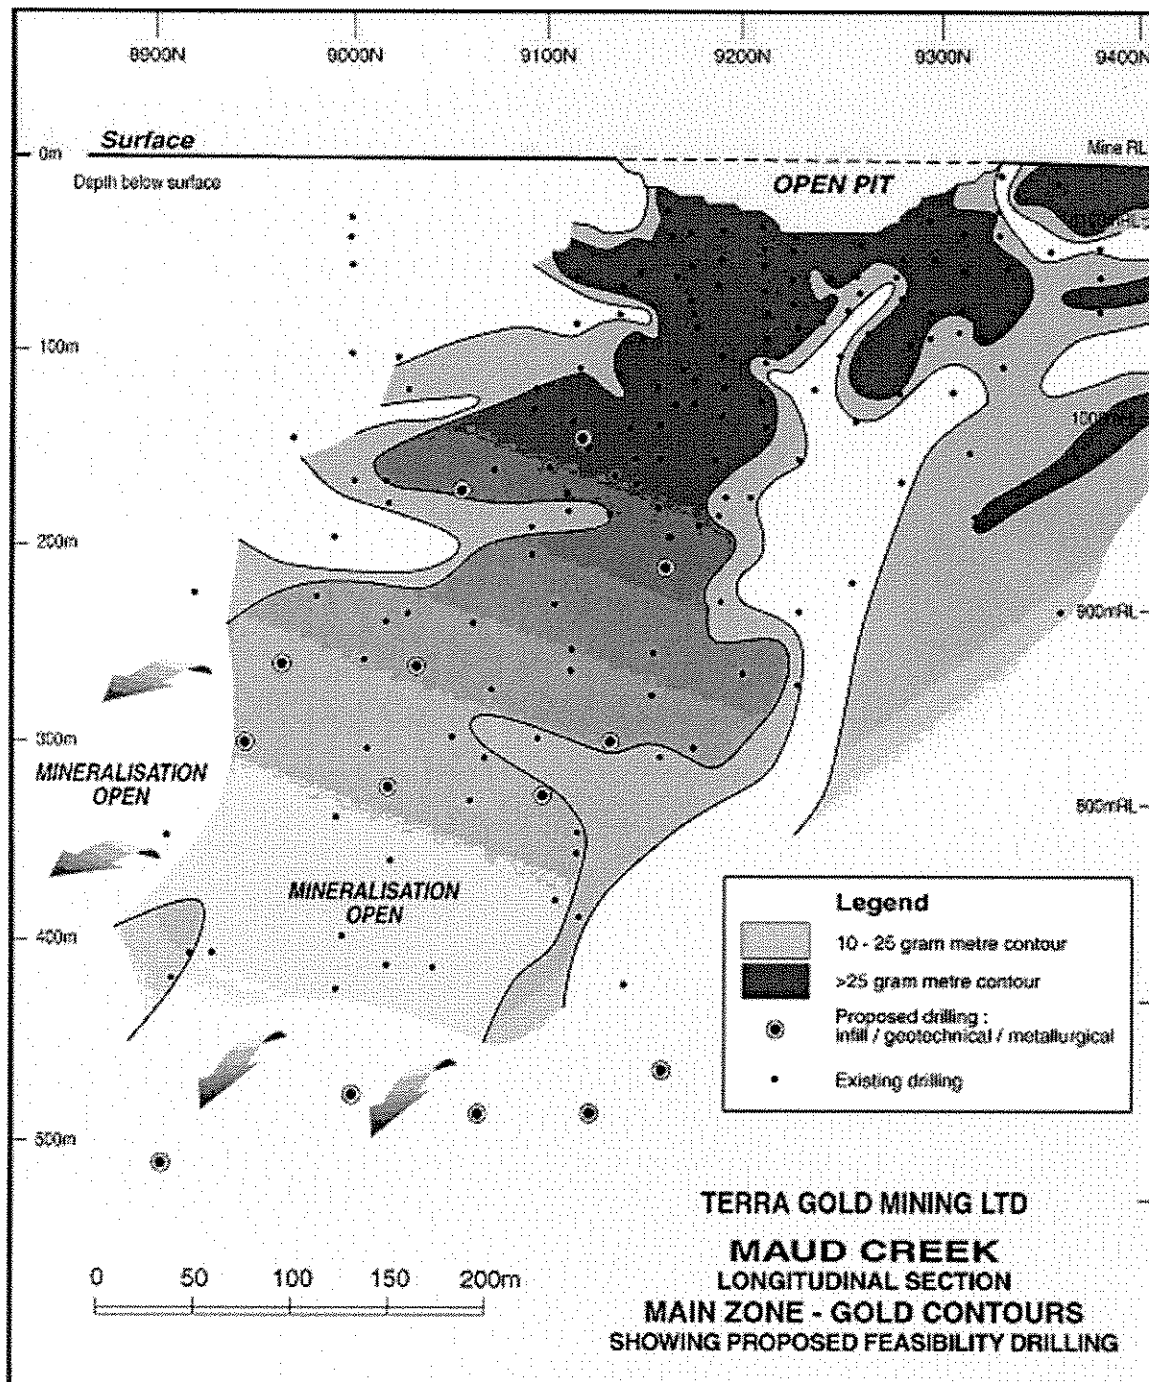 8900N 9000N 9100N 9200N 9300N 9400N
Surface
0m
Mine RL
Depth below surface
OPEN PIT
100m
200m
900mRL
300m
MINERALISATION
OPEN
MINERALISATION
OPEN
400m
Legend
10 - 25 gram metre contour
>25 gram metre contour
Proposed drilling :
infill / geotechnical / metallurgical
Existing drilling
500m
TERRA GOLD MINING LTD
MAUD CREEK
LONGITUDINAL SECTION
MAIN ZONE - GOLD CONTOURS
SHOWING PROPOSED FEASIBILITY DRILLING
0 50 100 150 200m